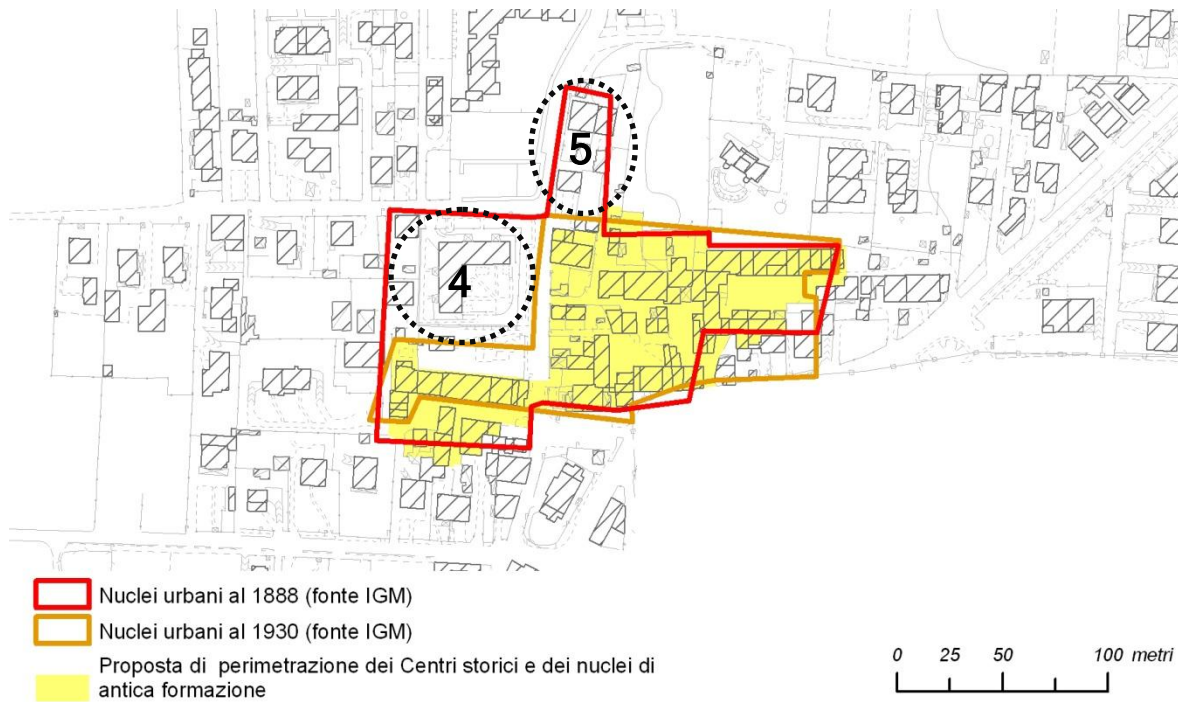 5
4
Nuclei urbani al 1888 (fonte IGM)
Nuclei urbani al 1930 (fonte IGM)
Proposta di perimetrazione dei Centri storici e dei nuclei di
antica formazione
0 25 50 100 metri